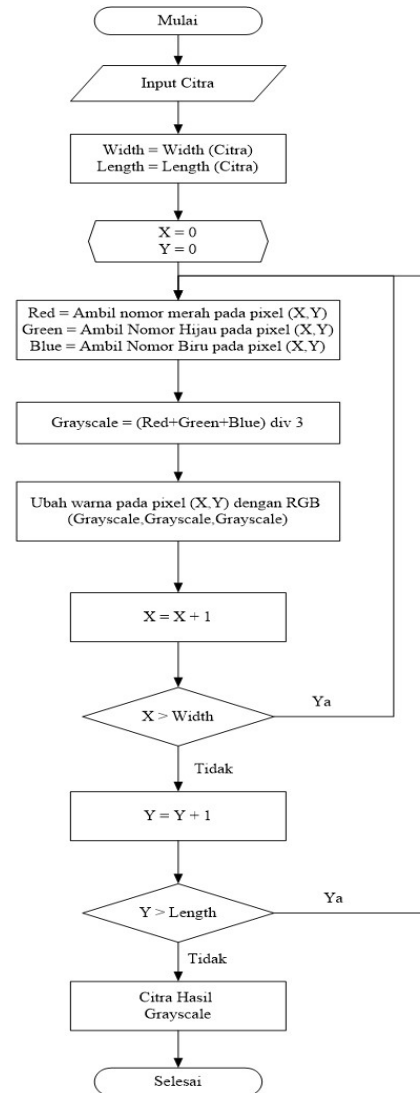 Mulai
Input Citra
Width = Width (Citra)
Length = Length (Citra)
X = 0
Y = 0
Red = Ambil nomor merah pada pixel (X,Y)
Green = Ambil Nomor Hijau pada pixel (X,Y)
Blue = Ambil Nomor Biru pada pixel (X,Y)
Grayscale = (Red+Green+Blue) div 3
Ubah warna pada pixel (X,Y) dengan RGB
(Grayscale,Grayscale,Grayscale)
X = X + 1
X > Width
Ya
Tidak
Y = Y + 1
Y > Length
Ya
Tidak
Citra Hasil
Grayscale
Selesai